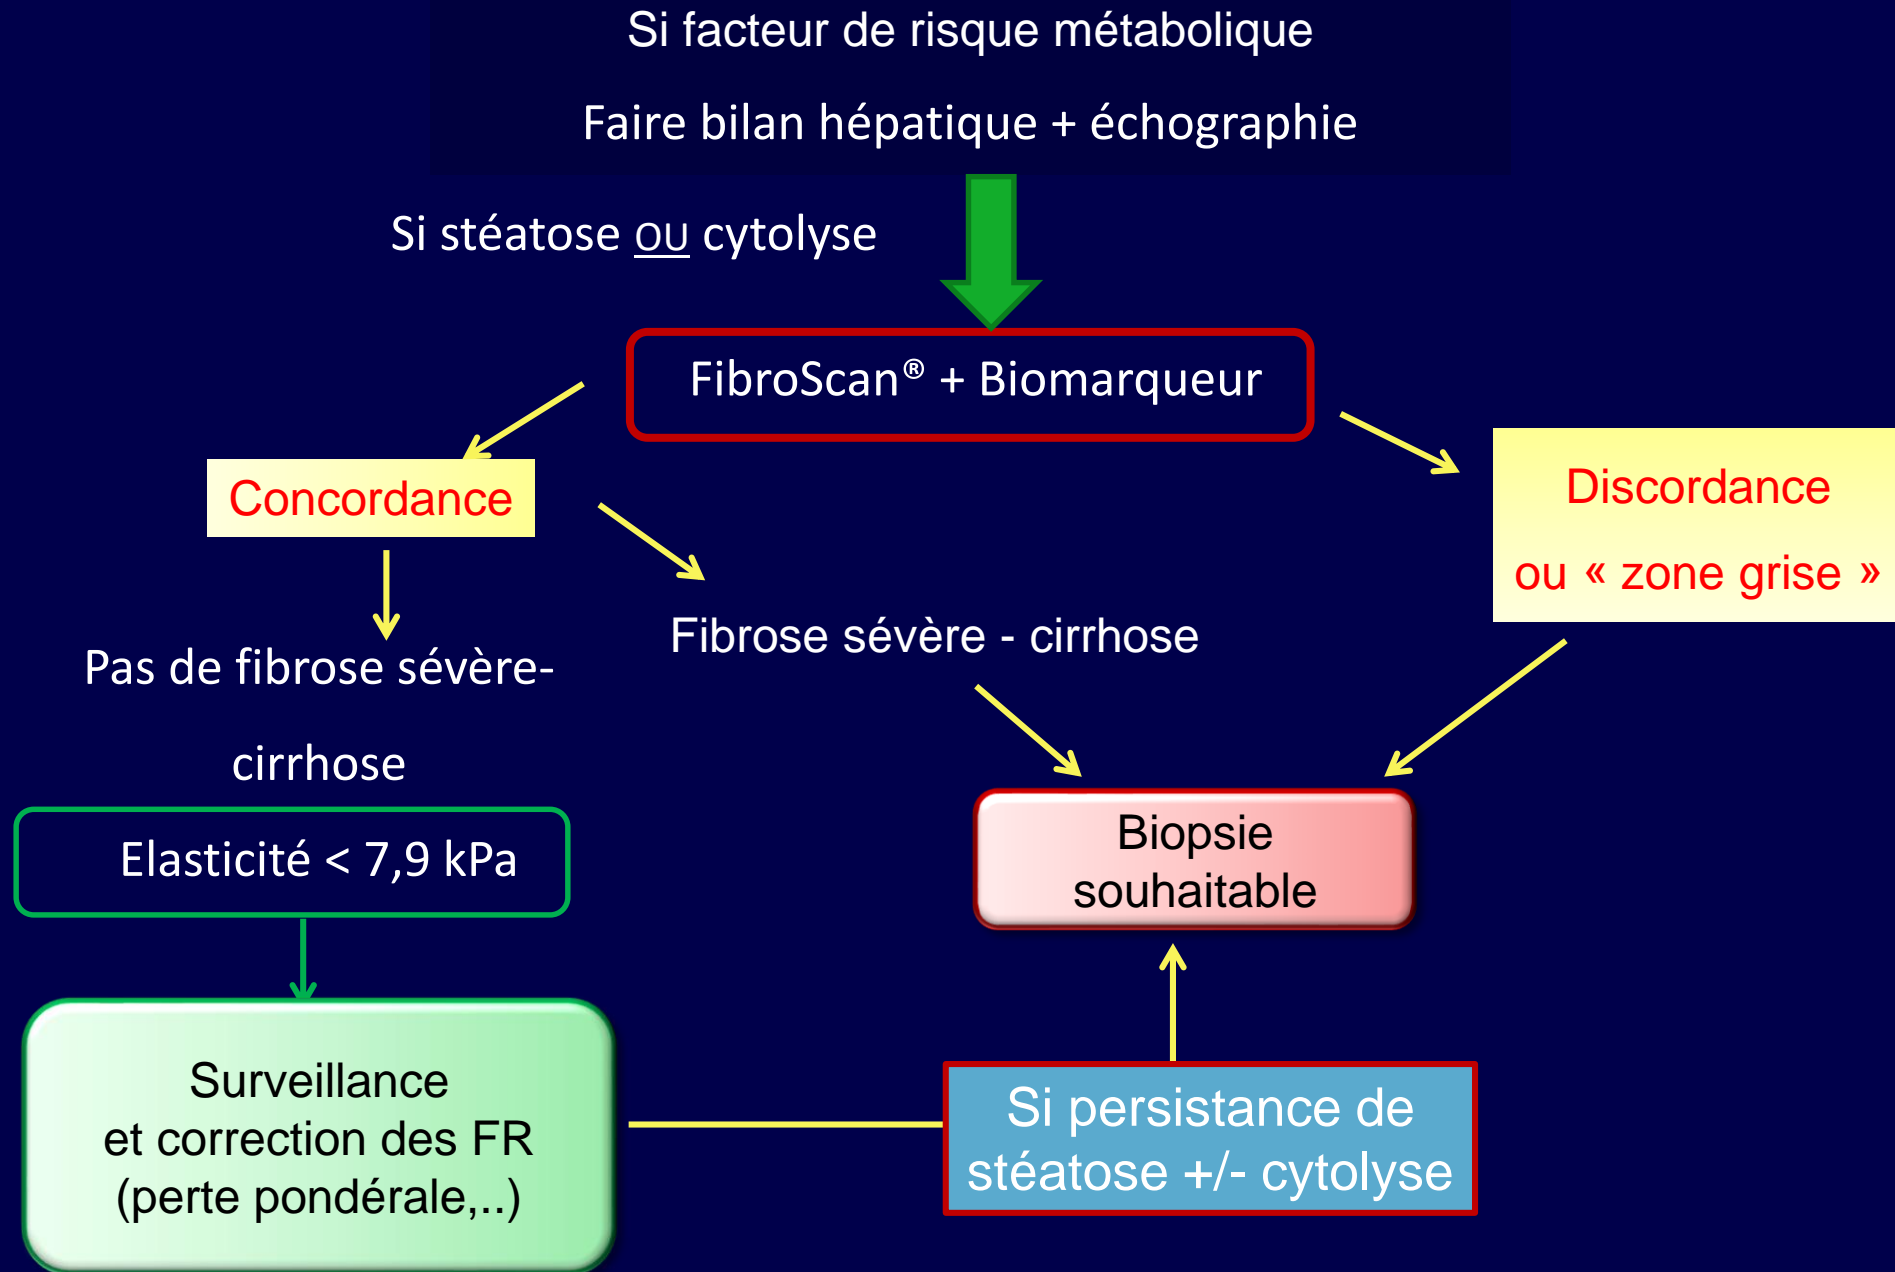 Si facteur de risque métabolique
Faire bilan hépatique + échographie
Si stéatose OU cytolyse
FibroScan® + Biomarqueur
Concordance
Discordance
ou « zone grise »
Fibrose sévère - cirrhose
Pas de fibrose sévère-
cirrhose
Elasticité < 7,9 kPa
Biopsie
souhaitable
Surveillance
et correction des FR
(perte pondérale,..)
Si persistance de
stéatose +/- cytolyse